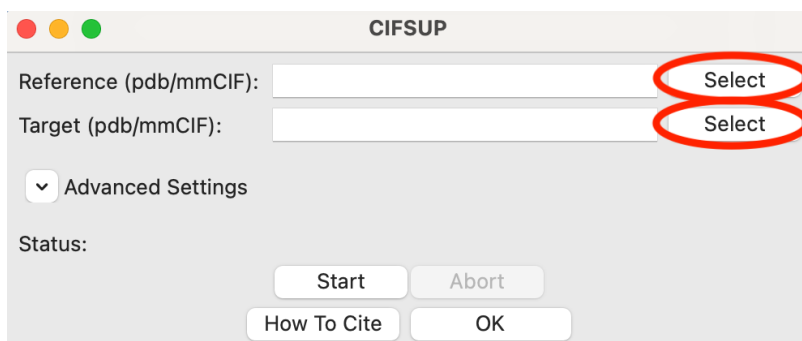 CIFSUP
Reference (pdb/mmCIF): Select
Target (pdb/mmCIF): Select
Advanced Settings
Status:
Start Abort
How To Cite OK